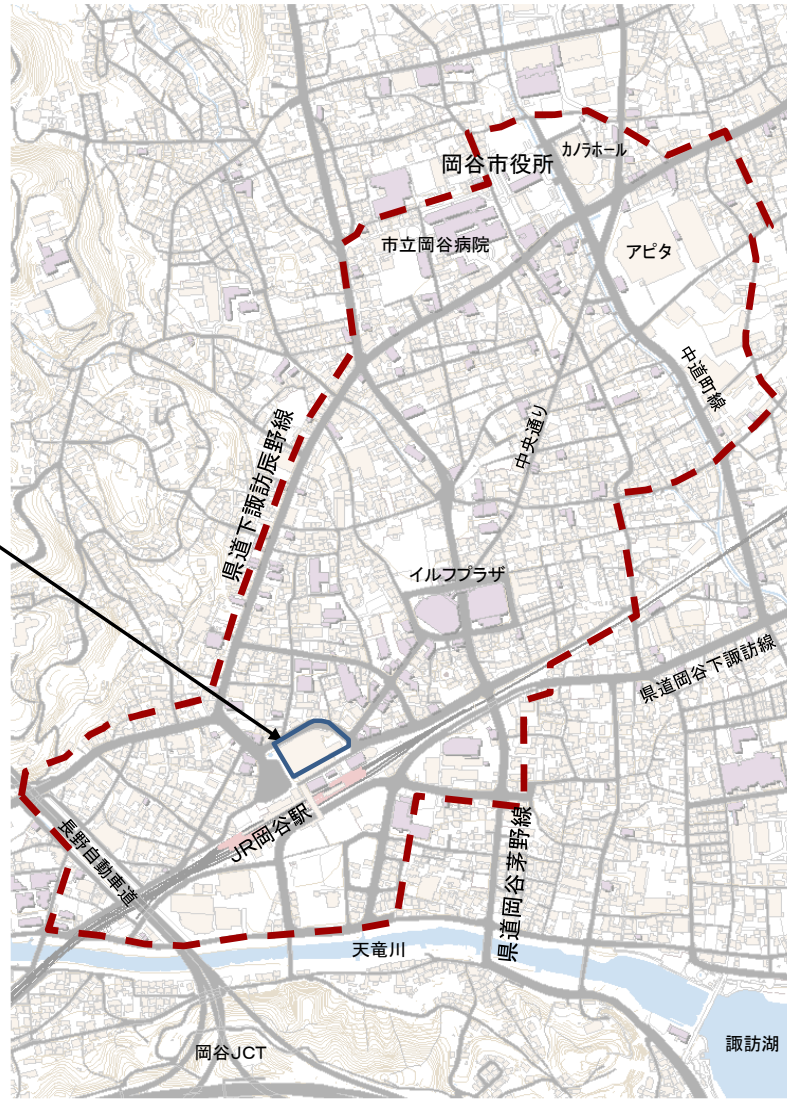 カノラホール
岡谷市役所
市立岡谷病院
アピタ
中道町線
中央通り
県道下諏訪辰野線
イルフプラザ
県道岡谷下諏訪線
JR岡谷駅
長野自動車道
県道岡谷茅野線
天竜川
岡谷JCT
諏訪湖